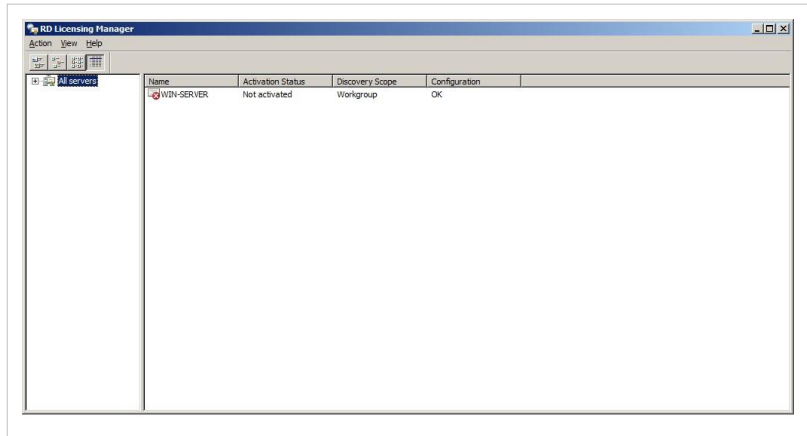 RD Licensing Manager
Action View Help
All servers
Name Activation Status Discovery Scope Configuration
WIN-SERVER Not activated Workgroup OK